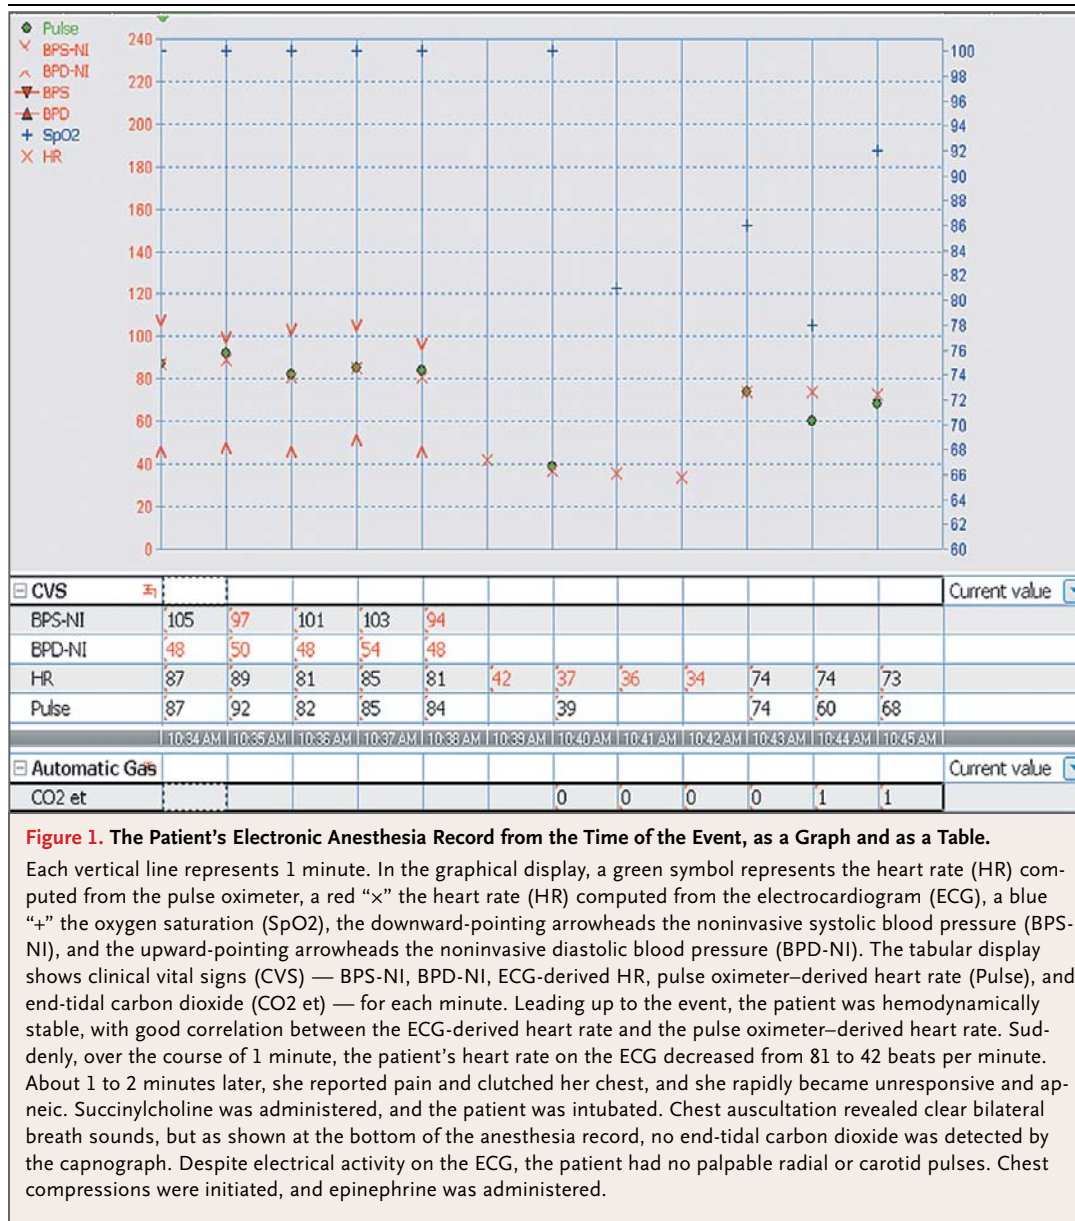 Pulse
BPS-NI
BPD-NI
BPS
BPD
SpO2
HR
240
220
200
180
160
140
120
100
80
60
40
20
0
100
98
96
94
92
90
88
86
84
82
80
78
76
74
72
70
68
66
64
62
60
CVS Current value
BPS-NI 105 97 101 103 94
BPD-NI 48 50 48 54 48
HR 87 89 81 85 81 42 37 36 34 74 74 73
Pulse 87 92 82 85 84 39 74 60 68
10:34 AM 10:35 AM 10:36 AM 10:37 AM 10:38 AM 10:39 AM 10:40 AM 10:41 AM 10:42 AM 10:43 AM 10:44 AM 10:45 AM
Automatic Gas Current value
CO2 et 0 0 0 0 1 1
Figure 1. The Patient's Electronic Anesthesia Record from the Time of the Event, as a Graph and as a Table.
Each vertical line represents 1 minute. In the graphical display, a green symbol represents the heart rate (HR) com-
puted from the pulse oximeter, a red “×” the heart rate (HR) computed from the electrocardiogram (ECG), a blue
“+” the oxygen saturation (SpO2), the downward-pointing arrowheads the noninvasive systolic blood pressure (BPS-
NI), and the upward-pointing arrowheads the noninvasive diastolic blood pressure (BPD-NI). The tabular display
shows clinical vital signs (CVS) — BPS-NI, BPD-NI, ECG-derived HR, pulse oximeter–derived heart rate (Pulse), and
end-tidal carbon dioxide (CO2 et) — for each minute. Leading up to the event, the patient was hemodynamically
stable, with good correlation between the ECG-derived heart rate and the pulse oximeter–derived heart rate. Sud-
denly, over the course of 1 minute, the patient's heart rate on the ECG decreased from 81 to 42 beats per minute.
About 1 to 2 minutes later, she reported pain and clutched her chest, and she rapidly became unresponsive and ap-
neic. Succinylcholine was administered, and the patient was intubated. Chest auscultation revealed clear bilateral
breath sounds, but as shown at the bottom of the anesthesia record, no end-tidal carbon dioxide was detected by
the capnograph. Despite electrical activity on the ECG, the patient had no palpable radial or carotid pulses. Chest
compressions were initiated, and epinephrine was administered.